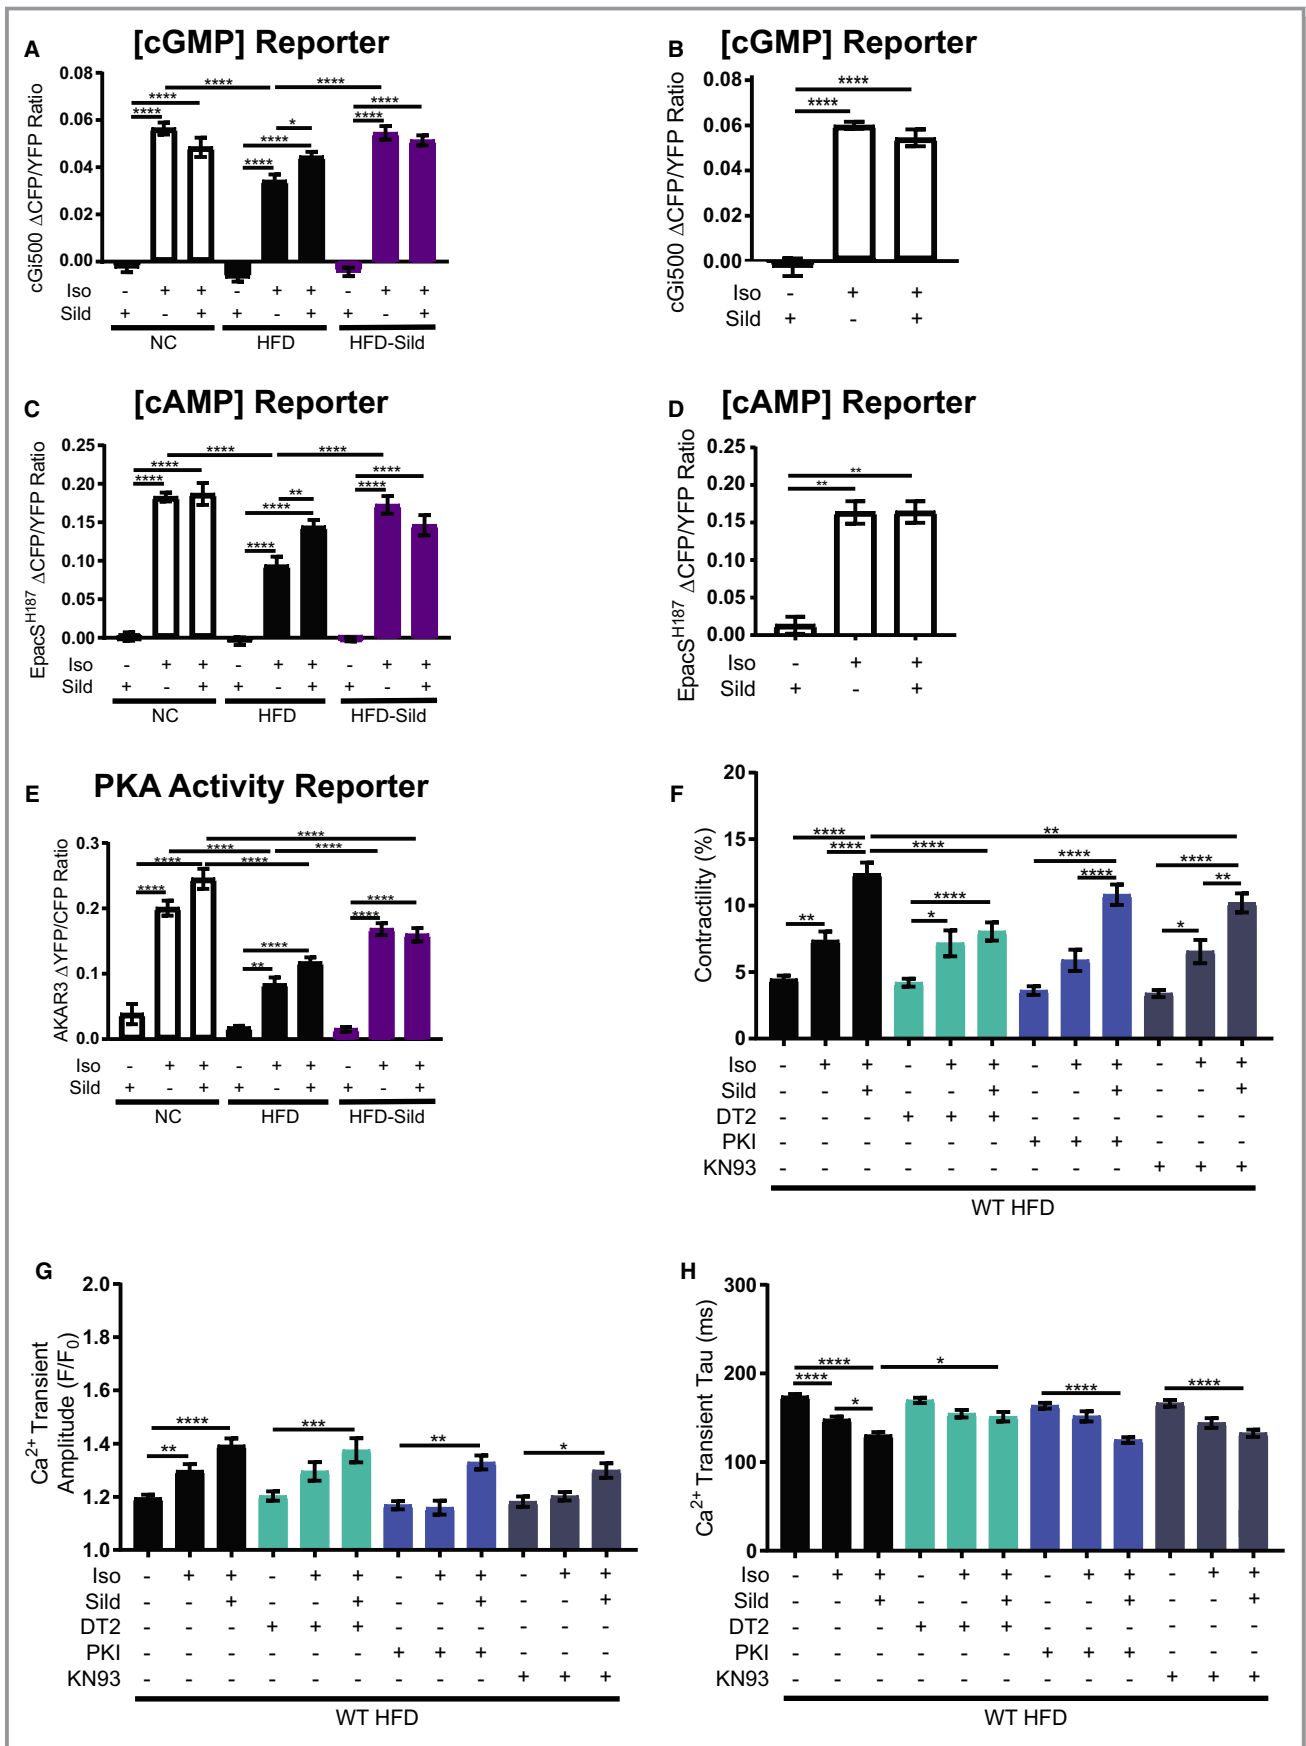 A [cGMP] Reporter
cGi500 ΔCFP/YFP Ratio
0.08
0.06
0.04
0.02
0.00
**** ****
**** **** * **** **** **** ****
Iso - + + - + + - + +
Sild + - + + - + + - +
NC HFD HFD-Sild
B [cGMP] Reporter
cGi500 ΔCFP/YFP Ratio
0.08
0.06
0.04
0.02
0.00
****
****
Iso - + +
Sild + - +
C [cAMP] Reporter
EpacS^H187 ΔCFP/YFP Ratio
0.25
0.20
0.15
0.10
0.05
0.00
**** ****
**** **** ** **** **** **** ****
Iso - + + - + + - + +
Sild + - + + - + + - +
NC HFD HFD-Sild
D [cAMP] Reporter
EpacS^H187 ΔCFP/YFP Ratio
0.25
0.20
0.15
0.10
0.05
0.00
**
**
Iso - + +
Sild + - +
E PKA Activity Reporter
AKAR3 ΔYFP/CFP Ratio
0.3
0.2
0.1
0.0
****
**** ****
**** ****
**** **** ** **** ****
Iso - + + - + + - + +
Sild + - + + - + + - +
NC HFD HFD-Sild
F
Contractility (%)
20
15
10
5
0
**** **
**** **** **** ****
** **** * **** * **
Iso - + + - + + - + + - + +
Sild - - + - - + - - + - - +
DT2 - - - + + + - - - - - -
PKI - - - - - - + + + - - -
KN93 - - - - - - - - - + + +
WT HFD
G
Ca2+ Transient
Amplitude (F/F0)
2.0
1.8
1.6
1.4
1.2
1.0
**** *** ** *
**
Iso - + + - + + - + + - + +
Sild - - + - - + - - + - - +
DT2 - - - + + + - - - - - -
PKI - - - - - - + + + - - -
KN93 - - - - - - - - - + + +
WT HFD
H
Ca2+ Transient Tau (ms)
300
200
100
0
**** * **** ****
****
*
Iso - + + - + + - + + - + +
Sild - - + - - + - - + - - +
DT2 - - - + + + - - - - - -
PKI - - - - - - + + + - - -
KN93 - - - - - - - - - + + +
WT HFD